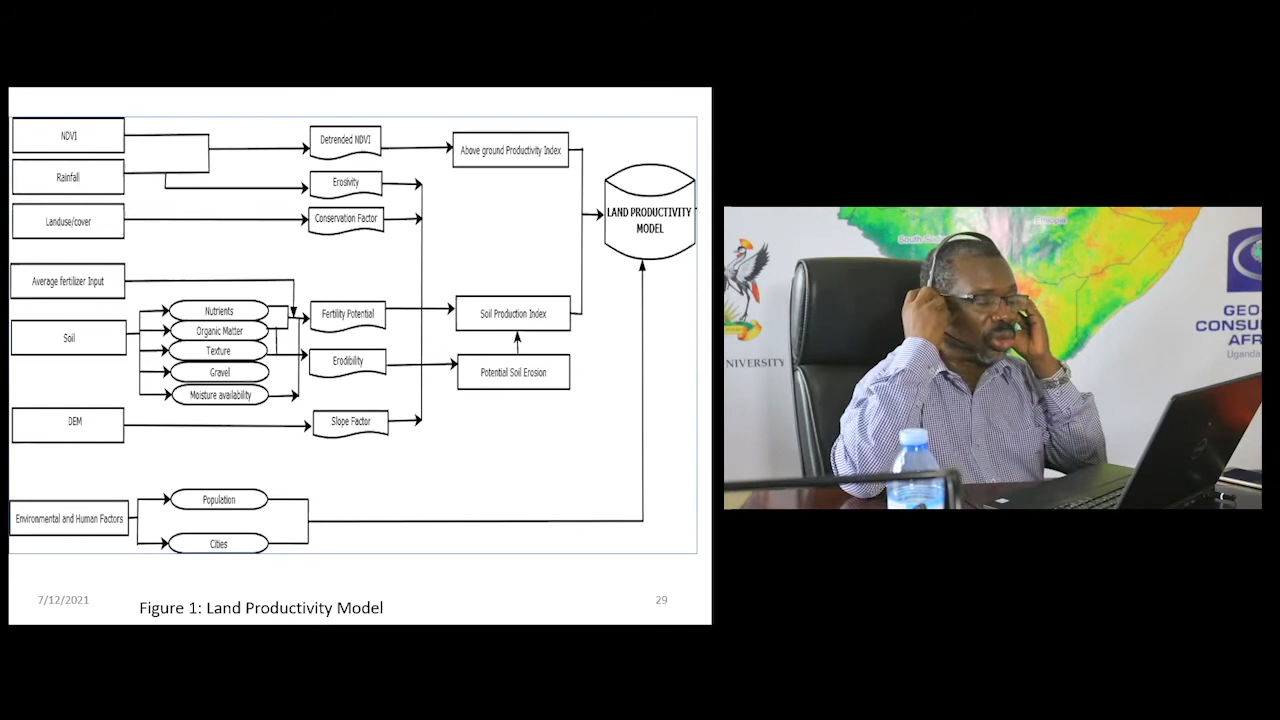 NDVI
Rainfall
Landuse/cover
Average fertilizer Input
Soil
DEM
Environmental and Human Factors
Nutrients
Organic Matter
Texture
Gravel
Moisture availability
Population
Cities
Detrended NDVI
Erosivity
Conservation Factor
Fertility Potential
Erodibility
Slope Factor
Above ground Productivity Index
Soil Production Index
Potential Soil Erosion
LAND PRODUCTIVITY
MODEL
7/12/2021
Figure 1: Land Productivity Model
29
Ethiopia
South
UNIVERSITY
GEO
CONSU
AFR
Uganda